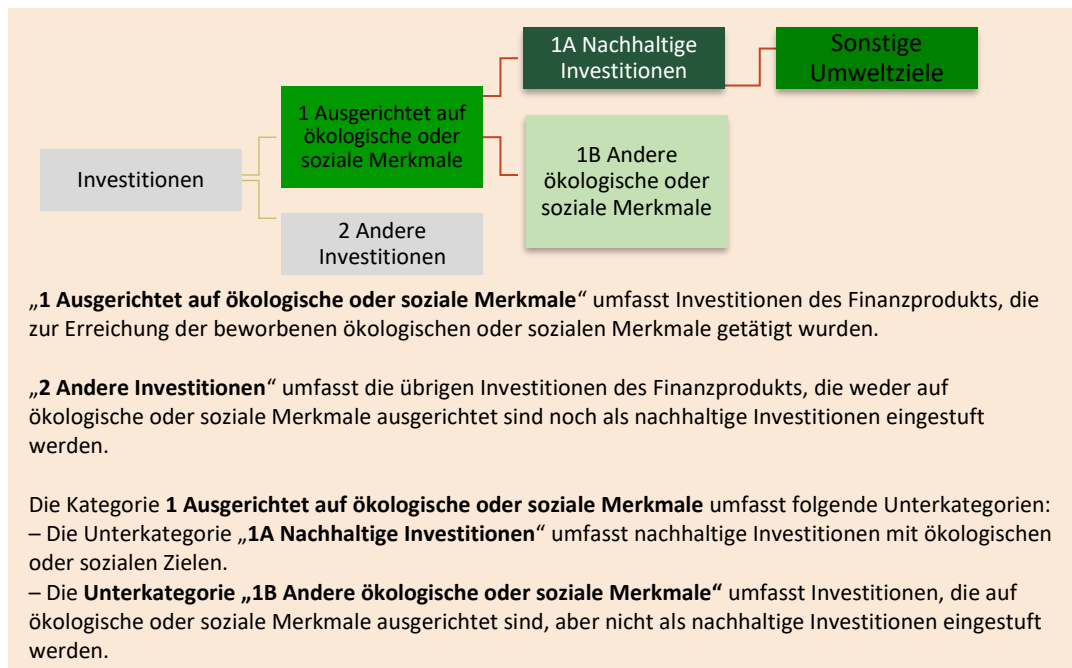 1A Nachhaltige
Investitionen
Sonstige
Umweltziele
1 Ausgerichtet auf
ökologische oder
soziale Merkmale
1B Andere
ökologische oder
soziale Merkmale
Investitionen
2 Andere
Investitionen
„1 Ausgerichtet auf ökologische oder soziale Merkmale“ umfasst Investitionen des Finanzprodukts, die
zur Erreichung der beworbenen ökologischen oder sozialen Merkmale getätigt wurden.
„2 Andere Investitionen“ umfasst die übrigen Investitionen des Finanzprodukts, die weder auf
ökologische oder soziale Merkmale ausgerichtet sind noch als nachhaltige Investitionen eingestuft
werden.
Die Kategorie 1 Ausgerichtet auf ökologische oder soziale Merkmale umfasst folgende Unterkategorien:
– Die Unterkategorie „1A Nachhaltige Investitionen“ umfasst nachhaltige Investitionen mit ökologischen
oder sozialen Zielen.
– Die Unterkategorie „1B Andere ökologische oder soziale Merkmale“ umfasst Investitionen, die auf
ökologische oder soziale Merkmale ausgerichtet sind, aber nicht als nachhaltige Investitionen eingestuft
werden.